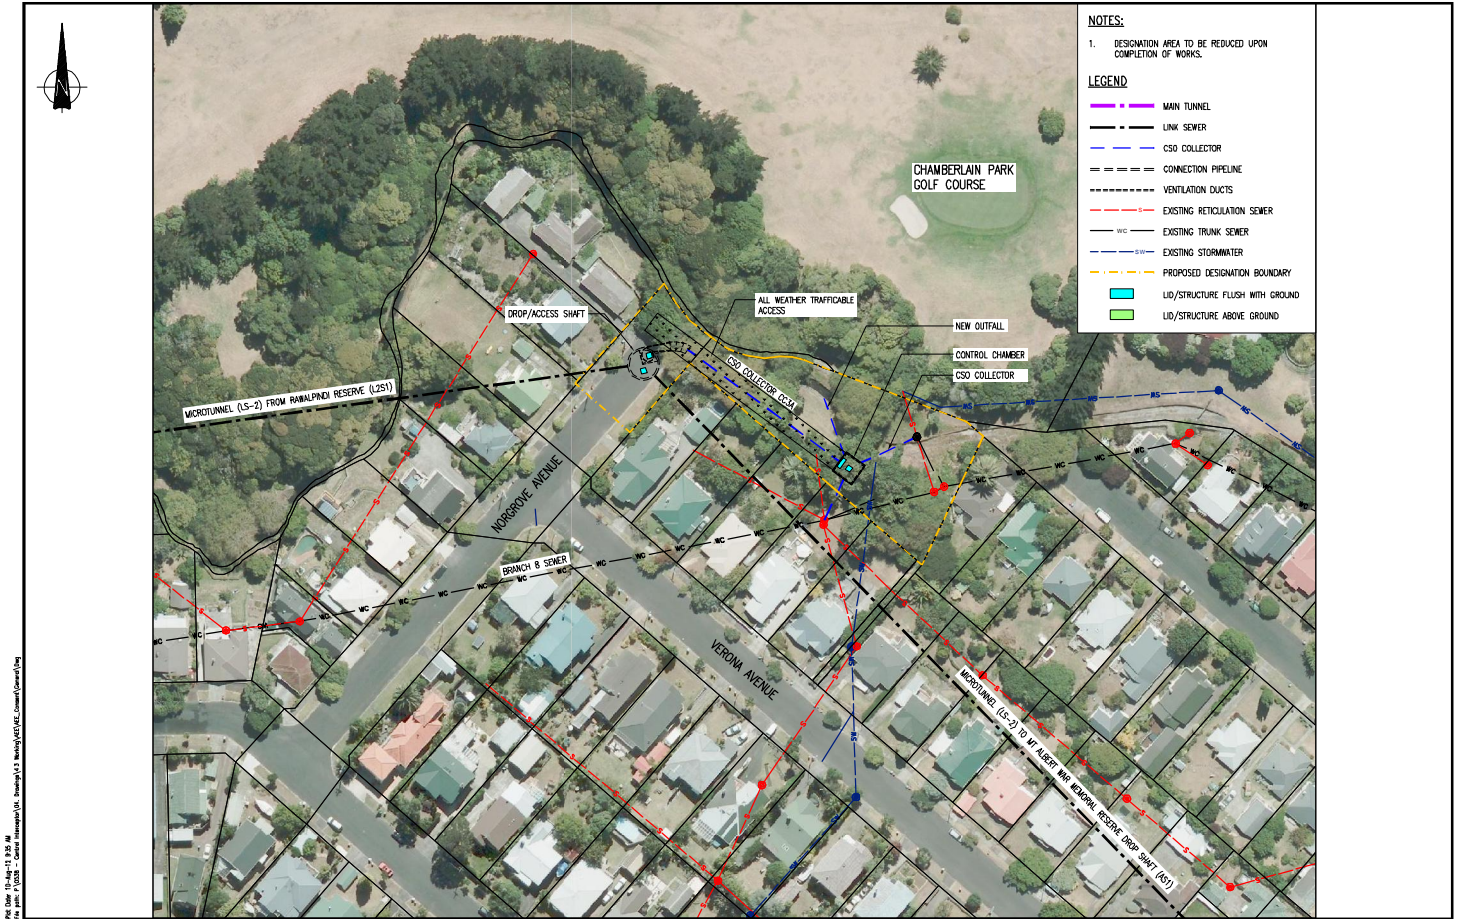 N
NOTES:
1. DESIGNATION AREA TO BE REDUCED UPON
COMPLETION OF WORKS.
LEGEND
MAIN TUNNEL
LINK SEWER
CSO COLLECTOR
CONNECTION PIPELINE
VENTILATION DUCTS
S EXISTING RETICULATION SEWER
WC EXISTING TRUNK SEWER
SW EXISTING STORMWATER
PROPOSED DESIGNATION BOUNDARY
LID/STRUCTURE FLUSH WITH GROUND
LID/STRUCTURE ABOVE GROUND
CHAMBERLAIN PARK
GOLF COURSE
ALL WEATHER TRAFFICABLE
ACCESS
DROP/ACCESS SHAFT
NEW OUTFALL
CONTROL CHAMBER
CSO COLLECTOR
CSO COLLECTOR CC3A
MICROTUNNEL (LS-2) FROM RAWALPINDI RESERVE (L2S1)
NORGROVE AVENUE
BRANCH 8 SEWER
VERONA AVENUE
MICROTUNNEL (LS-2) TO MT ALBERT WAR MEMORIAL RESERVE DROP SHAFT (AS1)